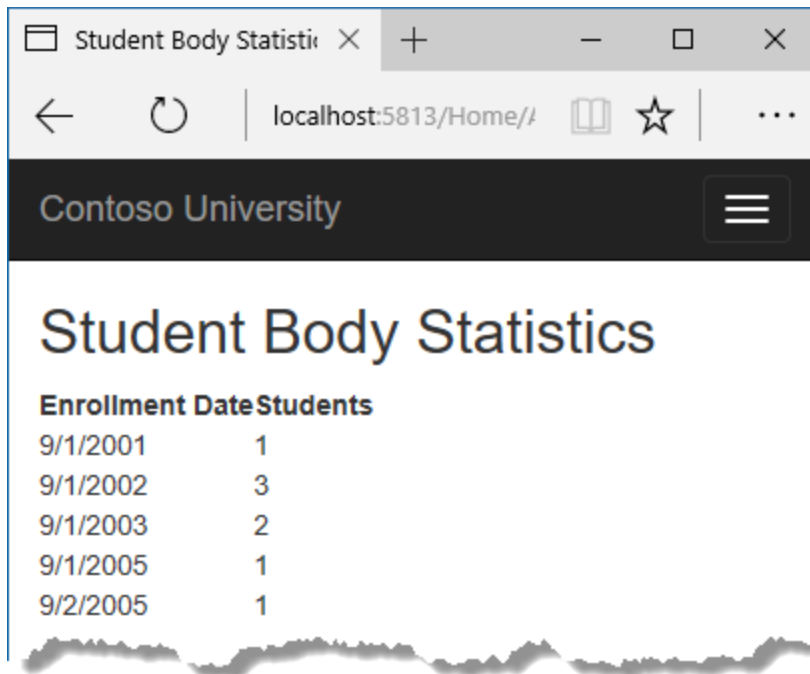 Student Body Statisti
localhost:5813/Home/
Contoso University
Student Body Statistics
Enrollment Date Students
9/1/2001 1
9/1/2002 3
9/1/2003 2
9/1/2005 1
9/2/2005 1